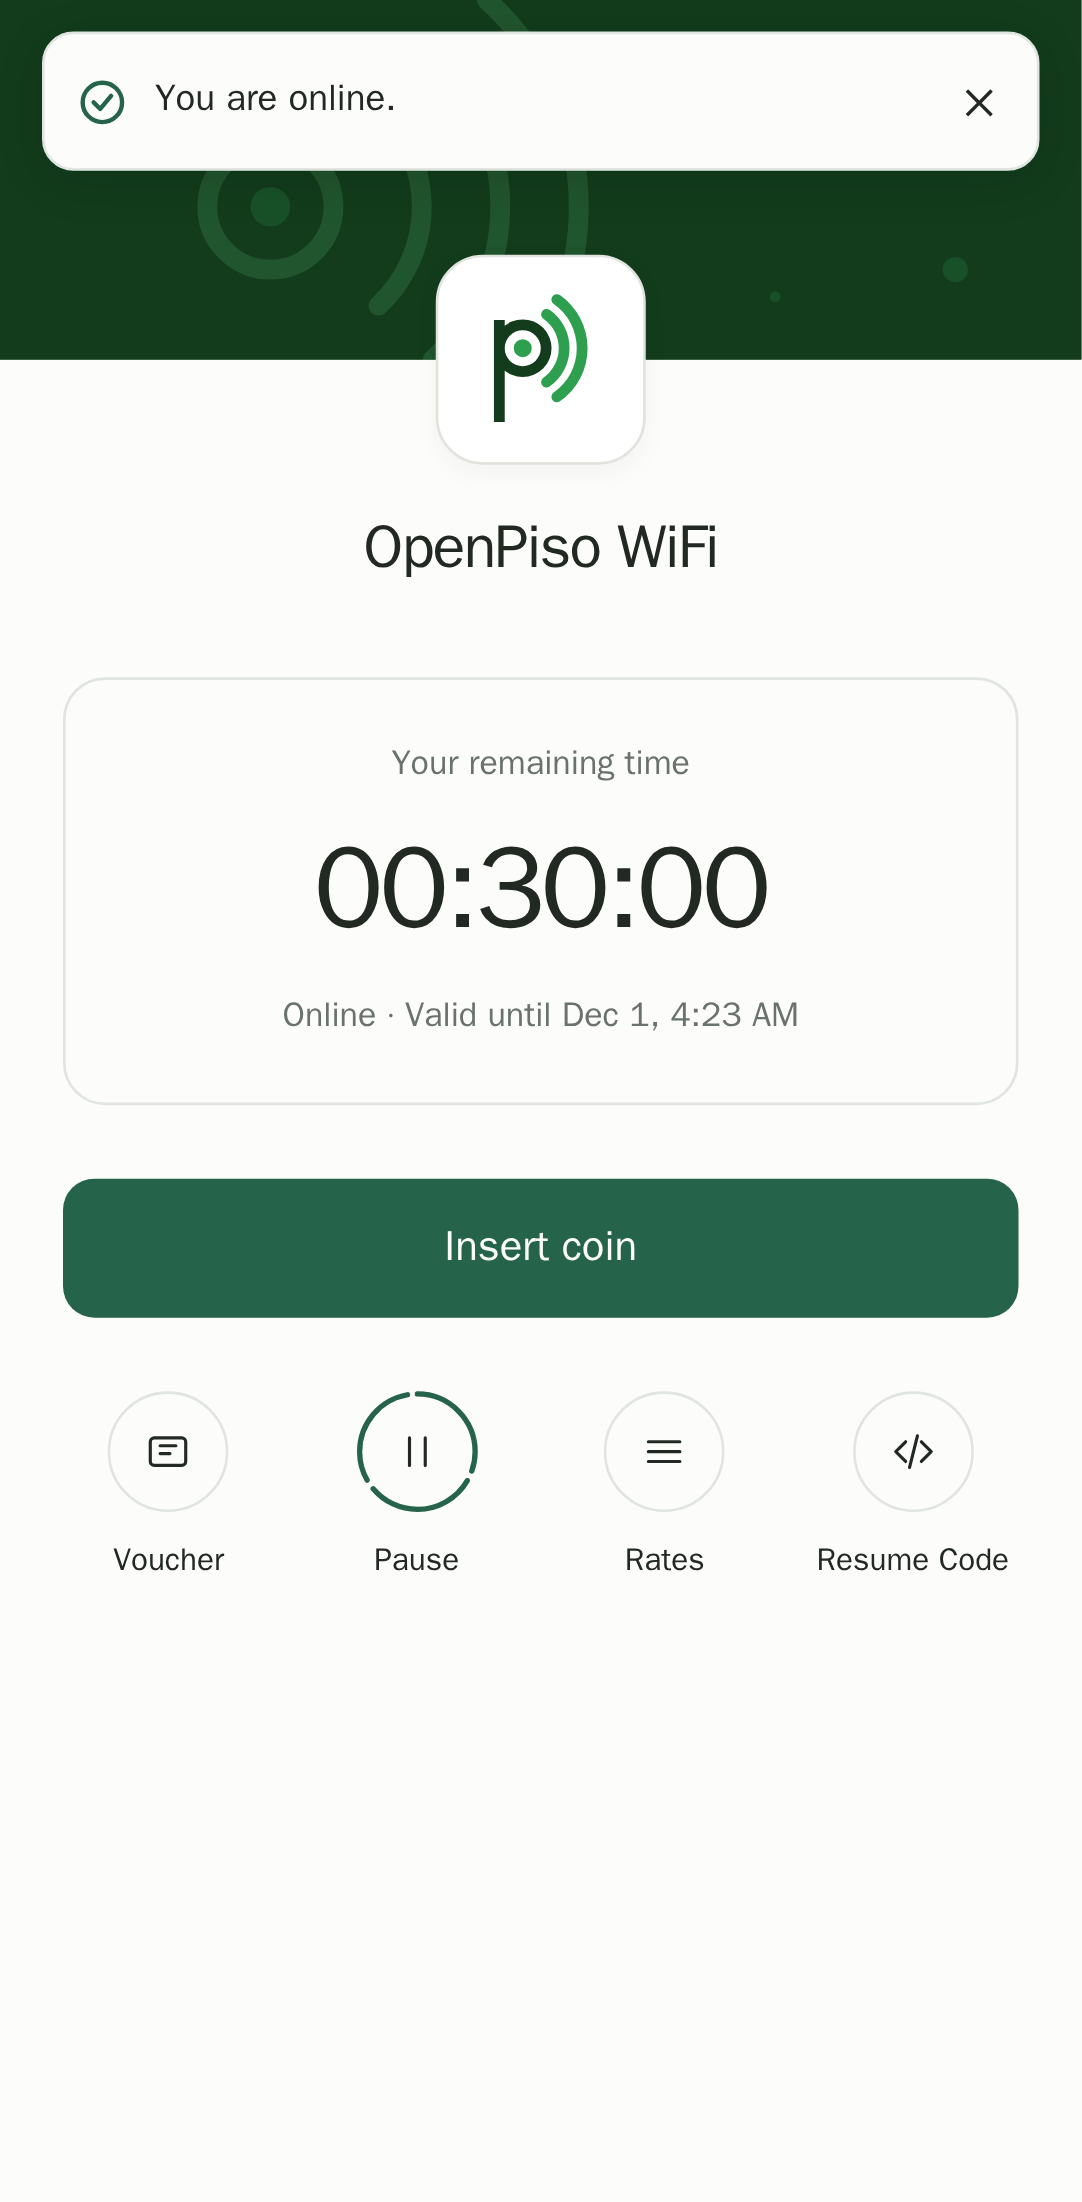 You are online.
OpenPiso WiFi
Your remaining time
00:30:00
Online · Valid until Dec 1, 4:23 AM
Insert coin
Voucher
Pause
Rates
Resume Code